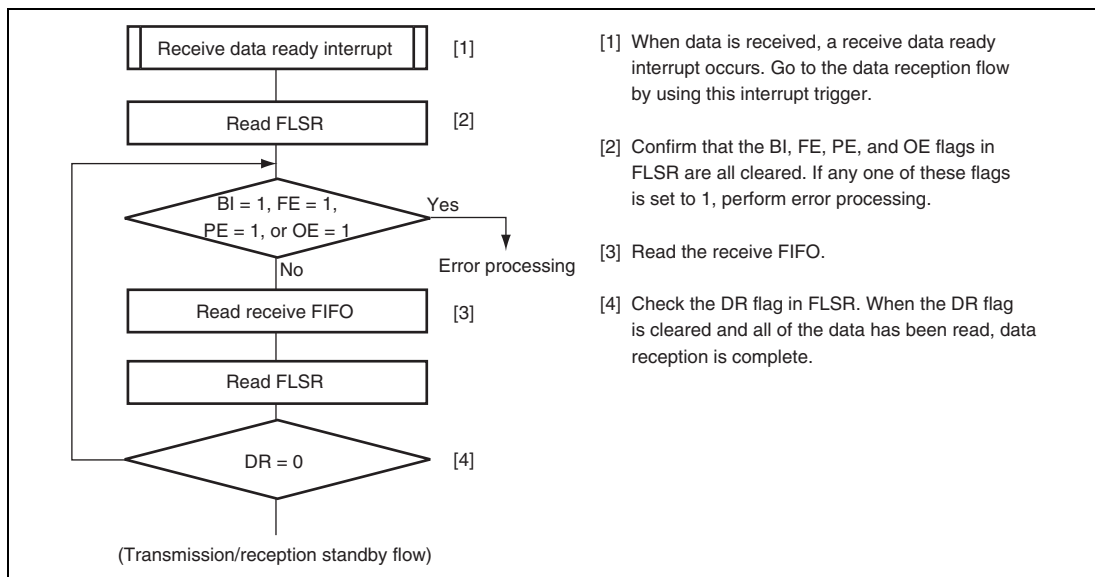 Receive data ready interrupt
[1]
Read FLSR
[2]
BI = 1, FE = 1,
PE = 1, or OE = 1
Yes
Error processing
No
Read receive FIFO
[3]
Read FLSR
DR = 0
[4]
(Transmission/reception standby flow)
[1] When data is received, a receive data ready
interrupt occurs. Go to the data reception flow
by using this interrupt trigger.
[2] Confirm that the BI, FE, PE, and OE flags in
FLSR are all cleared. If any one of these flags
is set to 1, perform error processing.
[3] Read the receive FIFO.
[4] Check the DR flag in FLSR. When the DR flag
is cleared and all of the data has been read, data
reception is complete.